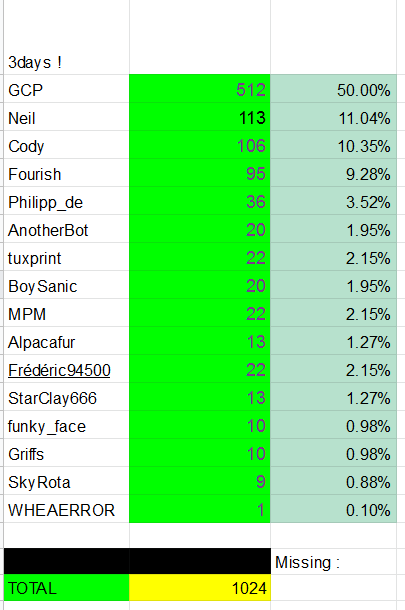 3days !
GCP 512 50.00%
Neil 113 11.04%
Cody 106 10.35%
Fourish 95 9.28%
Philipp_de 36 3.52%
AnotherBot 20 1.95%
tuxprint 22 2.15%
BoySanic 20 1.95%
MPM 22 2.15%
Alpacafur 13 1.27%
Frédéric94500 22 2.15%
StarClay666 13 1.27%
funky_face 10 0.98%
Griffs 10 0.98%
SkyRota 9 0.88%
WHEAERROR 1 0.10%
Missing :
TOTAL 1024